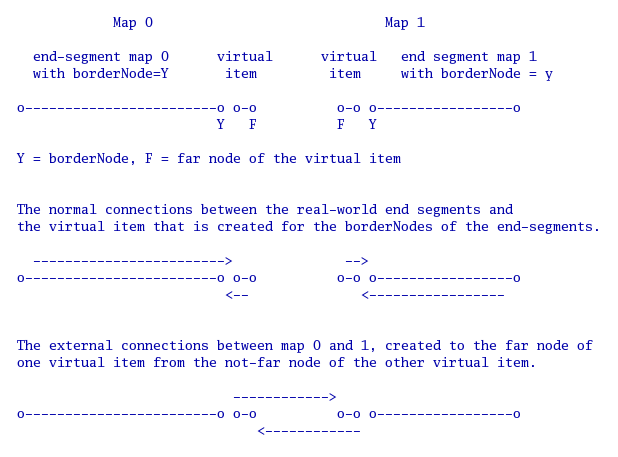 Map 0 Map 1
end-segment map 0 virtual virtual end segment map 1
with borderNode=Y item item with borderNode = y
o------------------------o o-o o-o o-----------------o
Y F F Y
Y = borderNode, F = far node of the virtual item
The normal connections between the real-world end segments and
the virtual item that is created for the borderNodes of the end-segments.
------------------------> -->
o------------------------o o-o o-o o-----------------o
<-- <-----------------
The external connections between map 0 and 1, created to the far node of
one virtual item from the not-far node of the other virtual item.
------------>
o------------------------o o-o o-o o-----------------o
<------------